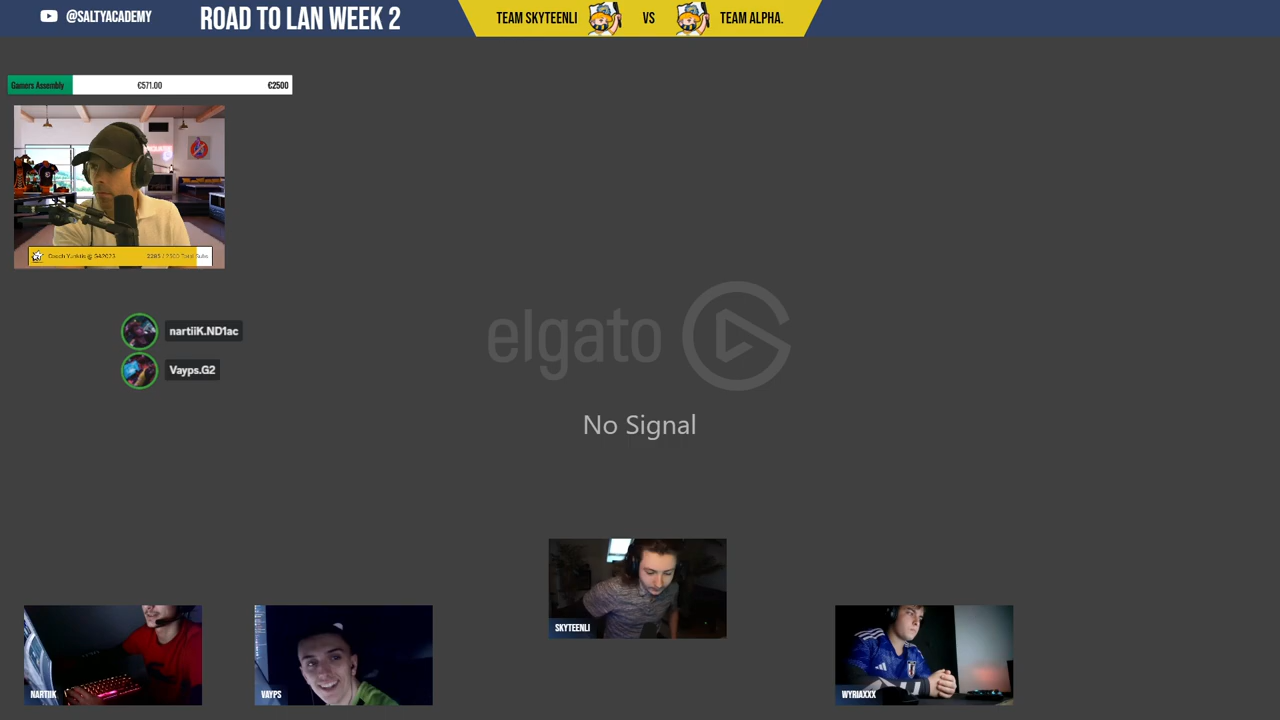 @SALTYACADEMY
ROAD TO LAN WEEK 2
TEAM SKYTEENLI VS TEAM ALPHA.
Gamers Assembly €571.00 €2500
nartiiK.ND1ac
Vayps.G2
elgato
No Signal
SKYTEENLI
NARTIIK
VAYPS
WYRIAXXX